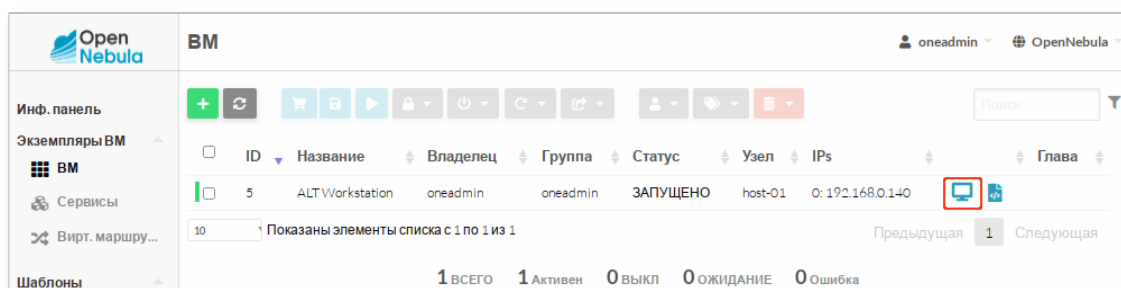 Open Nebula
ВМ
oneadmin
OpenNebula
Инф. панель
Экземпляры ВМ
ВМ
Сервисы
Вирт. маршру...
Шаблоны
Поиск
ID Название Владелец Группа Статус Узел IPs Глава
5 ALT Workstation oneadmin oneadmin ЗАПУЩЕНО host-01 0: 192.168.0.140
10 Показаны элементы списка с 1 по 1 из 1
Предыдущая 1 Следующая
1 ВСЕГО 1 Активен 0 ВЫКЛ 0 ОЖИДАНИЕ 0 Ошибка